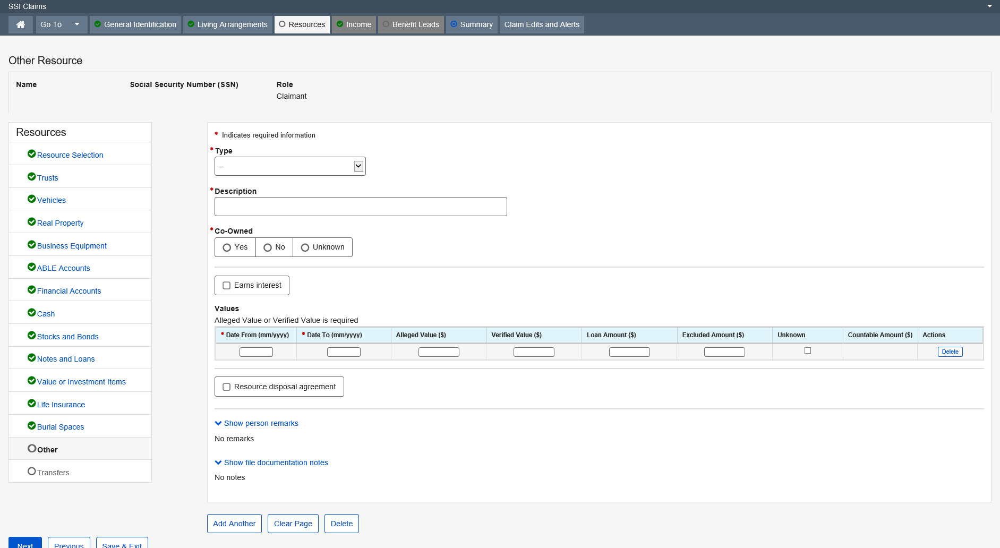 SSI Claims
Go To
General Identification
Living Arrangements
Resources
Income
Benefit Leads
Summary
Claim Edits and Alerts
Other Resource
Name
Social Security Number (SSN)
Role
Claimant
Resources
Resource Selection
Trusts
Vehicles
Real Property
Business Equipment
ABLE Accounts
Financial Accounts
Cash
Stocks and Bonds
Notes and Loans
Value or Investment Items
Life Insurance
Burial Spaces
Other
Transfers
* Indicates required information
* Type
--
* Description
* Co-Owned
Yes No Unknown
Earns interest
Values
Alleged Value or Verified Value is required
* Date From (mm/yyyy) * Date To (mm/yyyy) Alleged Value ($) Verified Value ($) Loan Amount ($) Excluded Amount ($) Unknown Countable Amount ($) Actions
Delete
Resource disposal agreement
Show person remarks
No remarks
Show file documentation notes
No notes
Add Another Clear Page Delete
Next Previous Save & Exit